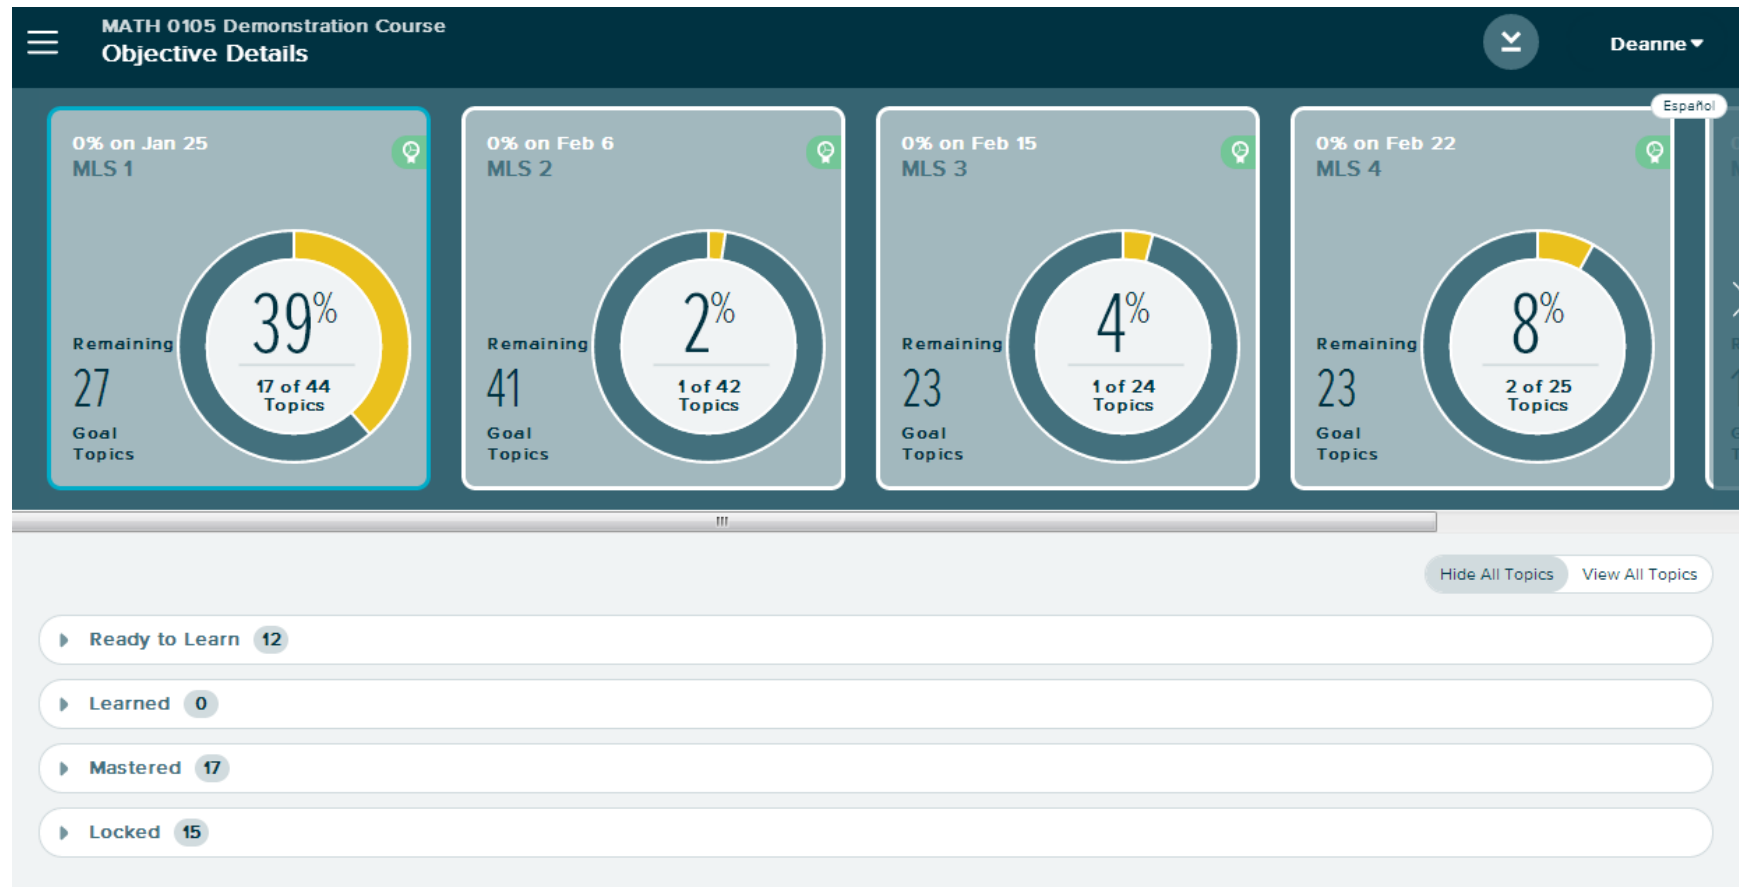 MATH 0105 Demonstration Course
Objective Details
Deanne
Español
0% on Jan 25
MLS 1
39%
17 of 44
Topics
Remaining
27
Goal
Topics
0% on Feb 6
MLS 2
2%
1 of 42
Topics
Remaining
41
Goal
Topics
0% on Feb 15
MLS 3
4%
1 of 24
Topics
Remaining
23
Goal
Topics
0% on Feb 22
MLS 4
8%
2 of 25
Topics
Remaining
23
Goal
Topics
Hide All Topics View All Topics
Ready to Learn 12
Learned 0
Mastered 17
Locked 15